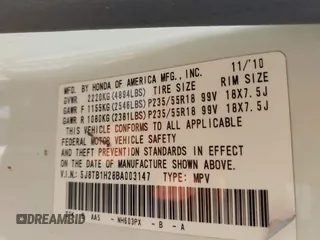 MFD. BY HONDA OF AMERICA MFG., INC. 11/10
GVWR 2220KG(4894LBS) TIRE SIZE RIM SIZE
GAWR F 1155KG(2546LBS) P235/55R18 99V 18X7.5J
GAWR R 1080KG(2381LBS) P235/55R18 99V 18X7.5J
THIS VEHICLE CONFORMS TO ALL APPLICABLE
FEDERAL MOTOR VEHICLE SAFETY
AND THEFT PREVENTION STANDARDS IN EFFECT ON THE
DATE OF MANUFACTURE SHOWN ABOVE.
V.I.N.: 5J8TB1H28BA003147 TYPE: MPV
AAS - NH603PX - B - A
DREAMBID